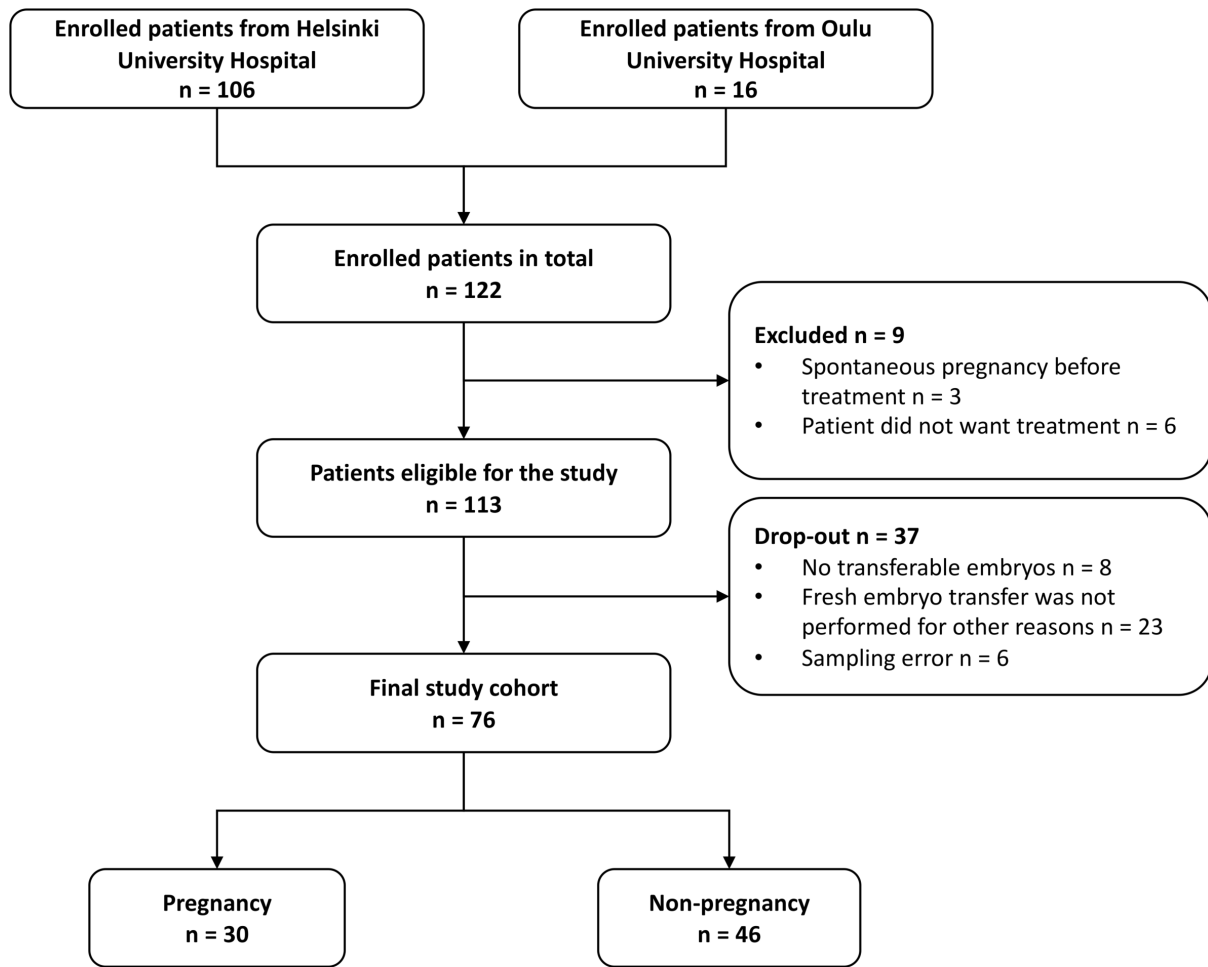 Enrolled patients from Helsinki
University Hospital
n = 106
Enrolled patients from Oulu
University Hospital
n = 16
Enrolled patients in total
n = 122
Excluded n = 9
• Spontaneous pregnancy before
treatment n = 3
• Patient did not want treatment n = 6
Patients eligible for the study
n = 113
Drop-out n = 37
• No transferable embryos n = 8
• Fresh embryo transfer was not
performed for other reasons n = 23
• Sampling error n = 6
Final study cohort
n = 76
Pregnancy
n = 30
Non-pregnancy
n = 46